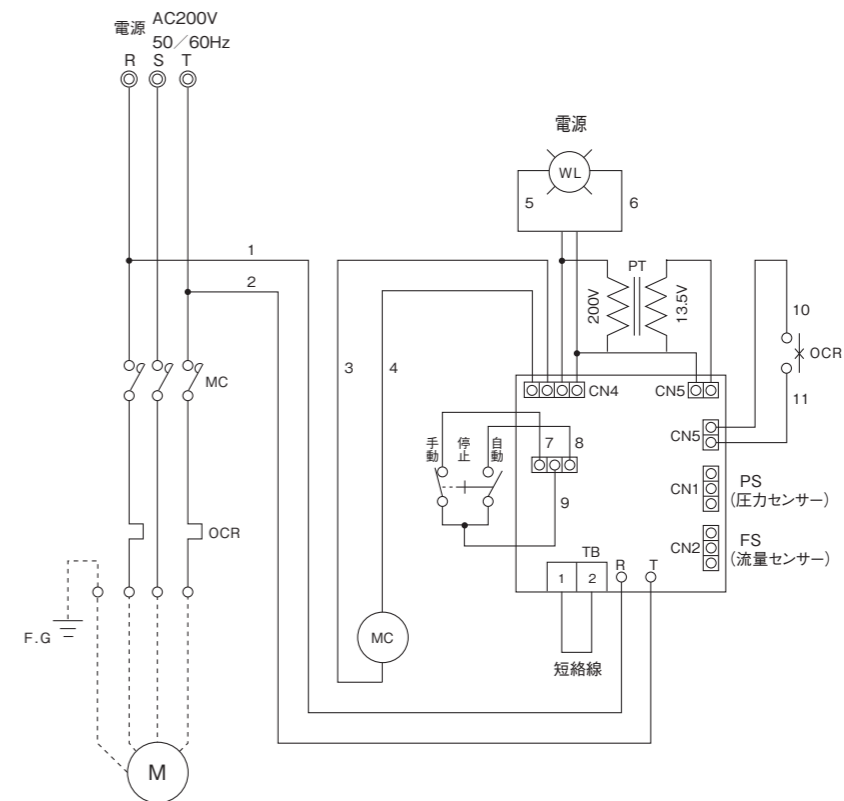 電源 AC200V
50／60Hz
R S T
電源
WL
5 6
1
2
PT
200V
13.5V
10
OCR
11
3 4
MC
CN4
CN5
CN5
手動
停止
自動
7 8
9
CN1
PS
(圧力センサー)
OCR
TB
R T
CN2
FS
(流量センサー)
1 2
F.G
MC
短絡線
M